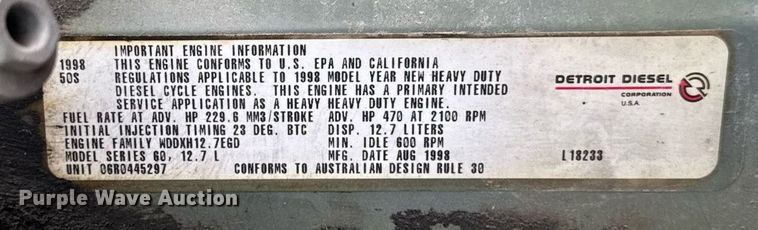 IMPORTANT ENGINE INFORMATION
1998 THIS ENGINE CONFORMS TO U.S. EPA AND CALIFORNIA
50S REGULATIONS APPLICABLE TO 1998 MODEL YEAR NEW HEAVY DUTY
DIESEL CYCLE ENGINES. THIS ENGINE HAS A PRIMARY INTENDED
SERVICE APPLICATION AS A HEAVY HEAVY DUTY ENGINE.
FUEL RATE AT ADV. HP 229.6 MM3/STROKE ADV. HP 470 AT 2100 RPM
INITIAL INJECTION TIMING 23 DEG. BTC DISP. 12.7 LITERS
ENGINE FAMILY WDDXH12.7EGD MIN. IDLE 600 RPM
MODEL SERIES 60, 12.7 L MFG. DATE AUG 1998 L18233
UNIT 06R0445297 CONFORMS TO AUSTRALIAN DESIGN RULE 30
DETROIT DIESEL
CORPORATION
U.S.A.
Purple Wave Auction